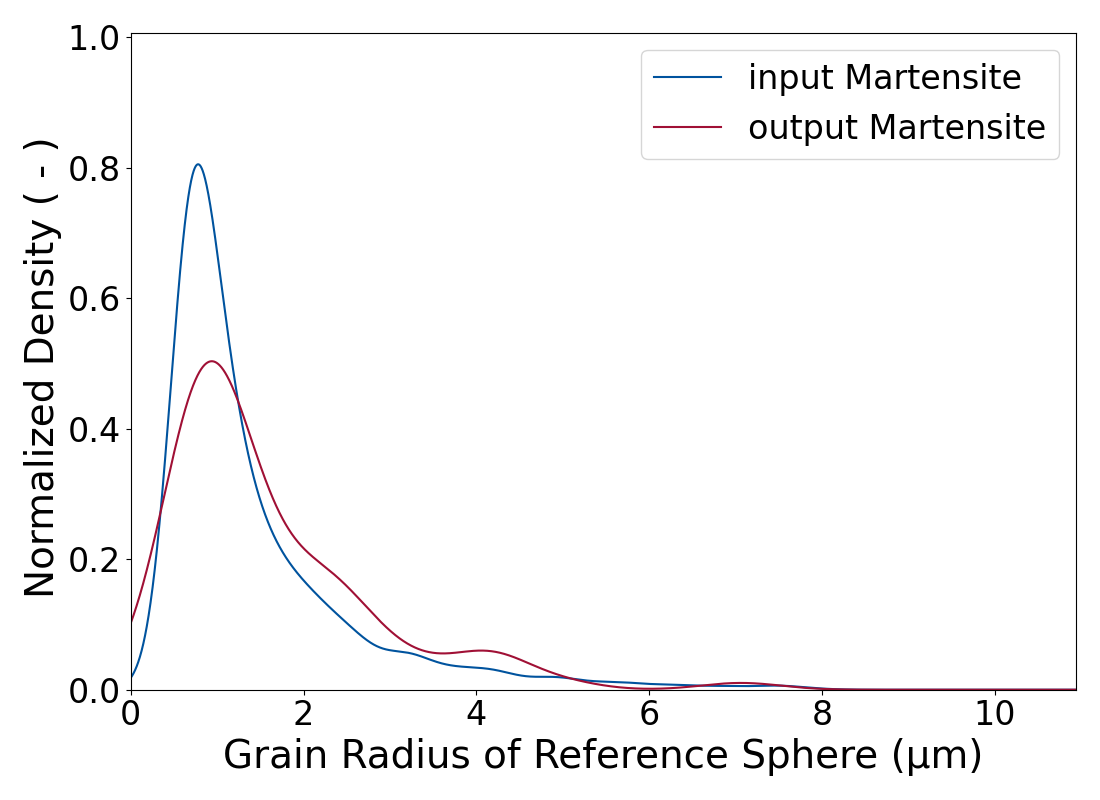 1.0
0.8
0.6
0.4
0.2
0.0
Normalized Density ( - )
input Martensite
output Martensite
0 2 4 6 8 10
Grain Radius of Reference Sphere (μm)